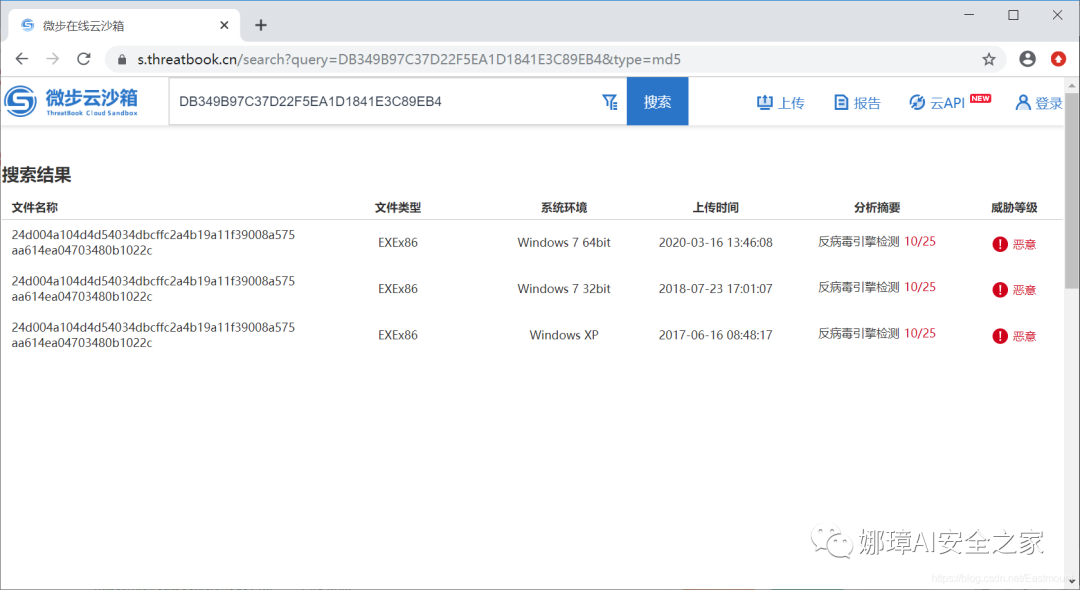 微步在线云沙箱
s.threatbook.cn/search?query=DB349B97C37D22F5EA1D1841E3C89EB4&type=md5
微步云沙箱
ThreatBook Cloud Sandbox
DB349B97C37D22F5EA1D1841E3C89EB4
搜索
上传
报告
云API NEW
登录
搜索结果
文件名称 文件类型 系统环境 上传时间 分析摘要 威胁等级
24d004a104d4d54034dbcffc2a4b19a11f39008a575
aa614ea04703480b1022c
EXEx86 Windows 7 64bit 2020-03-16 13:46:08 反病毒引擎检测 10/25 恶意
24d004a104d4d54034dbcffc2a4b19a11f39008a575
aa614ea04703480b1022c
EXEx86 Windows 7 32bit 2018-07-23 17:01:07 反病毒引擎检测 10/25 恶意
24d004a104d4d54034dbcffc2a4b19a11f39008a575
aa614ea04703480b1022c
EXEx86 Windows XP 2017-06-16 08:48:17 反病毒引擎检测 10/25 恶意
娜璋AI安全之家
https://blog.csdn.net/Eastmount